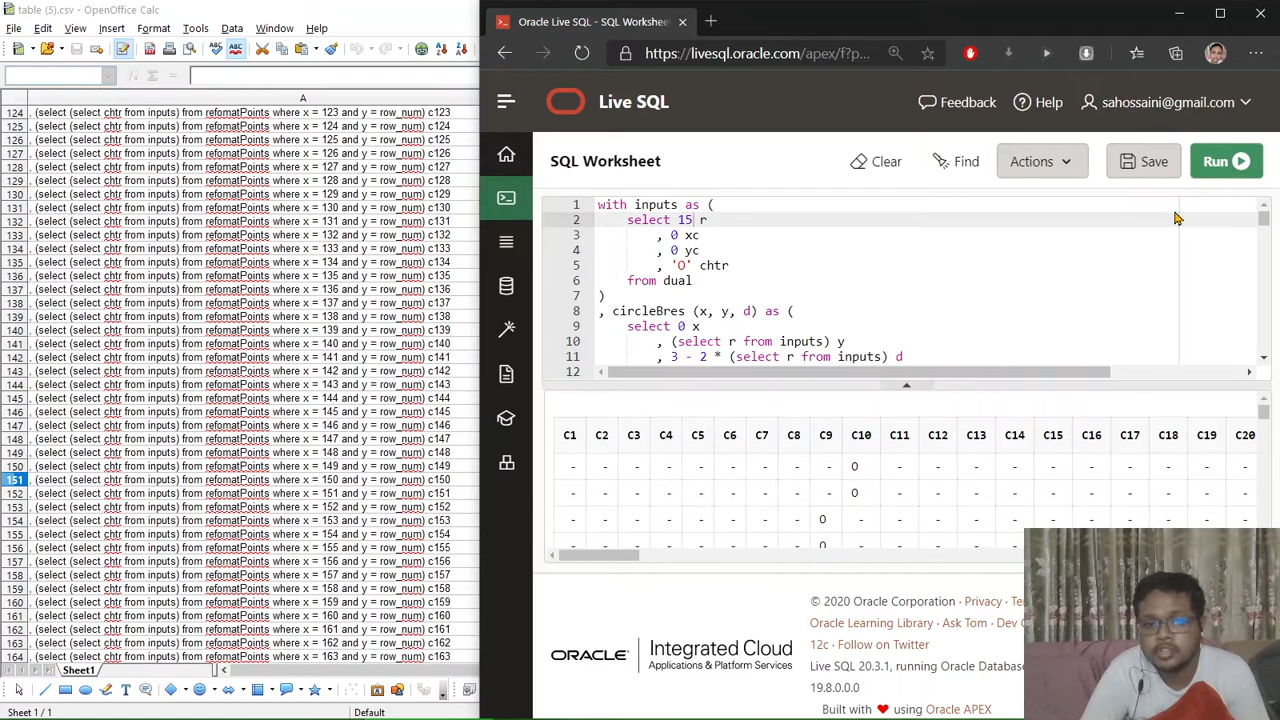 table (5).csv - OpenOffice Calc
File Edit View Insert Format Tools Data Window Help
A
124 , (select (select chtr from inputs) from refomatPoints where x = 123 and y = row_num) c123
125 , (select (select chtr from inputs) from refomatPoints where x = 124 and y = row_num) c124
126 , (select (select chtr from inputs) from refomatPoints where x = 125 and y = row_num) c125
127 , (select (select chtr from inputs) from refomatPoints where x = 126 and y = row_num) c126
128 , (select (select chtr from inputs) from refomatPoints where x = 127 and y = row_num) c127
129 , (select (select chtr from inputs) from refomatPoints where x = 128 and y = row_num) c128
130 , (select (select chtr from inputs) from refomatPoints where x = 129 and y = row_num) c129
131 , (select (select chtr from inputs) from refomatPoints where x = 130 and y = row_num) c130
132 , (select (select chtr from inputs) from refomatPoints where x = 131 and y = row_num) c131
133 , (select (select chtr from inputs) from refomatPoints where x = 132 and y = row_num) c132
134 , (select (select chtr from inputs) from refomatPoints where x = 133 and y = row_num) c133
135 , (select (select chtr from inputs) from refomatPoints where x = 134 and y = row_num) c134
136 , (select (select chtr from inputs) from refomatPoints where x = 135 and y = row_num) c135
137 , (select (select chtr from inputs) from refomatPoints where x = 136 and y = row_num) c136
138 , (select (select chtr from inputs) from refomatPoints where x = 137 and y = row_num) c137
139 , (select (select chtr from inputs) from refomatPoints where x = 138 and y = row_num) c138
140 , (select (select chtr from inputs) from refomatPoints where x = 139 and y = row_num) c139
141 , (select (select chtr from inputs) from refomatPoints where x = 140 and y = row_num) c140
142 , (select (select chtr from inputs) from refomatPoints where x = 141 and y = row_num) c141
143 , (select (select chtr from inputs) from refomatPoints where x = 142 and y = row_num) c142
144 , (select (select chtr from inputs) from refomatPoints where x = 143 and y = row_num) c143
145 , (select (select chtr from inputs) from refomatPoints where x = 144 and y = row_num) c144
146 , (select (select chtr from inputs) from refomatPoints where x = 145 and y = row_num) c145
147 , (select (select chtr from inputs) from refomatPoints where x = 146 and y = row_num) c146
148 , (select (select chtr from inputs) from refomatPoints where x = 147 and y = row_num) c147
149 , (select (select chtr from inputs) from refomatPoints where x = 148 and y = row_num) c148
150 , (select (select chtr from inputs) from refomatPoints where x = 149 and y = row_num) c149
151 , (select (select chtr from inputs) from refomatPoints where x = 150 and y = row_num) c150
152 , (select (select chtr from inputs) from refomatPoints where x = 151 and y = row_num) c151
153 , (select (select chtr from inputs) from refomatPoints where x = 152 and y = row_num) c152
154 , (select (select chtr from inputs) from refomatPoints where x = 153 and y = row_num) c153
155 , (select (select chtr from inputs) from refomatPoints where x = 154 and y = row_num) c154
156 , (select (select chtr from inputs) from refomatPoints where x = 155 and y = row_num) c155
157 , (select (select chtr from inputs) from refomatPoints where x = 156 and y = row_num) c156
158 , (select (select chtr from inputs) from refomatPoints where x = 157 and y = row_num) c157
159 , (select (select chtr from inputs) from refomatPoints where x = 158 and y = row_num) c158
160 , (select (select chtr from inputs) from refomatPoints where x = 159 and y = row_num) c159
161 , (select (select chtr from inputs) from refomatPoints where x = 160 and y = row_num) c160
162 , (select (select chtr from inputs) from refomatPoints where x = 161 and y = row_num) c161
163 , (select (select chtr from inputs) from refomatPoints where x = 162 and y = row_num) c162
164 , (select (select chtr from inputs) from refomatPoints where x = 163 and y = row_num) c163
Sheet1
Sheet 1 / 1 Default
Oracle Live SQL - SQL Worksheet
https://livesql.oracle.com/apex/f?p...
Live SQL
Feedback Help sahossaini@gmail.com
SQL Worksheet
Clear Find Actions Save Run
1 with inputs as (
2 select 15 r
3 , 0 xc
4 , 0 yc
5 , 'O' chtr
6 from dual
7 )
8 , circleBres (x, y, d) as (
9 select 0 x
10 , (select r from inputs) y
11 , 3 - 2 * (select r from inputs) d
12
C1 C2 C3 C4 C5 C6 C7 C8 C9 C10 C11 C12 C13 C14 C15 C16 C17 C18 C19 C20
- - - - - - - - - O - - - - - - - - - -
- - - - - - - - - O - - - - - - - - - -
- - - - - - - - O - - - - - - - - - - -
- - - - - - - - O - - - - - - - - - - -
ORACLE Integrated Cloud
Applications & Platform Services
© 2020 Oracle Corporation · Privacy ·
Oracle Learning Library · Ask Tom · Dev
12c · Follow on Twitter
Live SQL 20.3.1, running Oracle Database
19.8.0.0.0
Built with ❤ using Oracle APEX